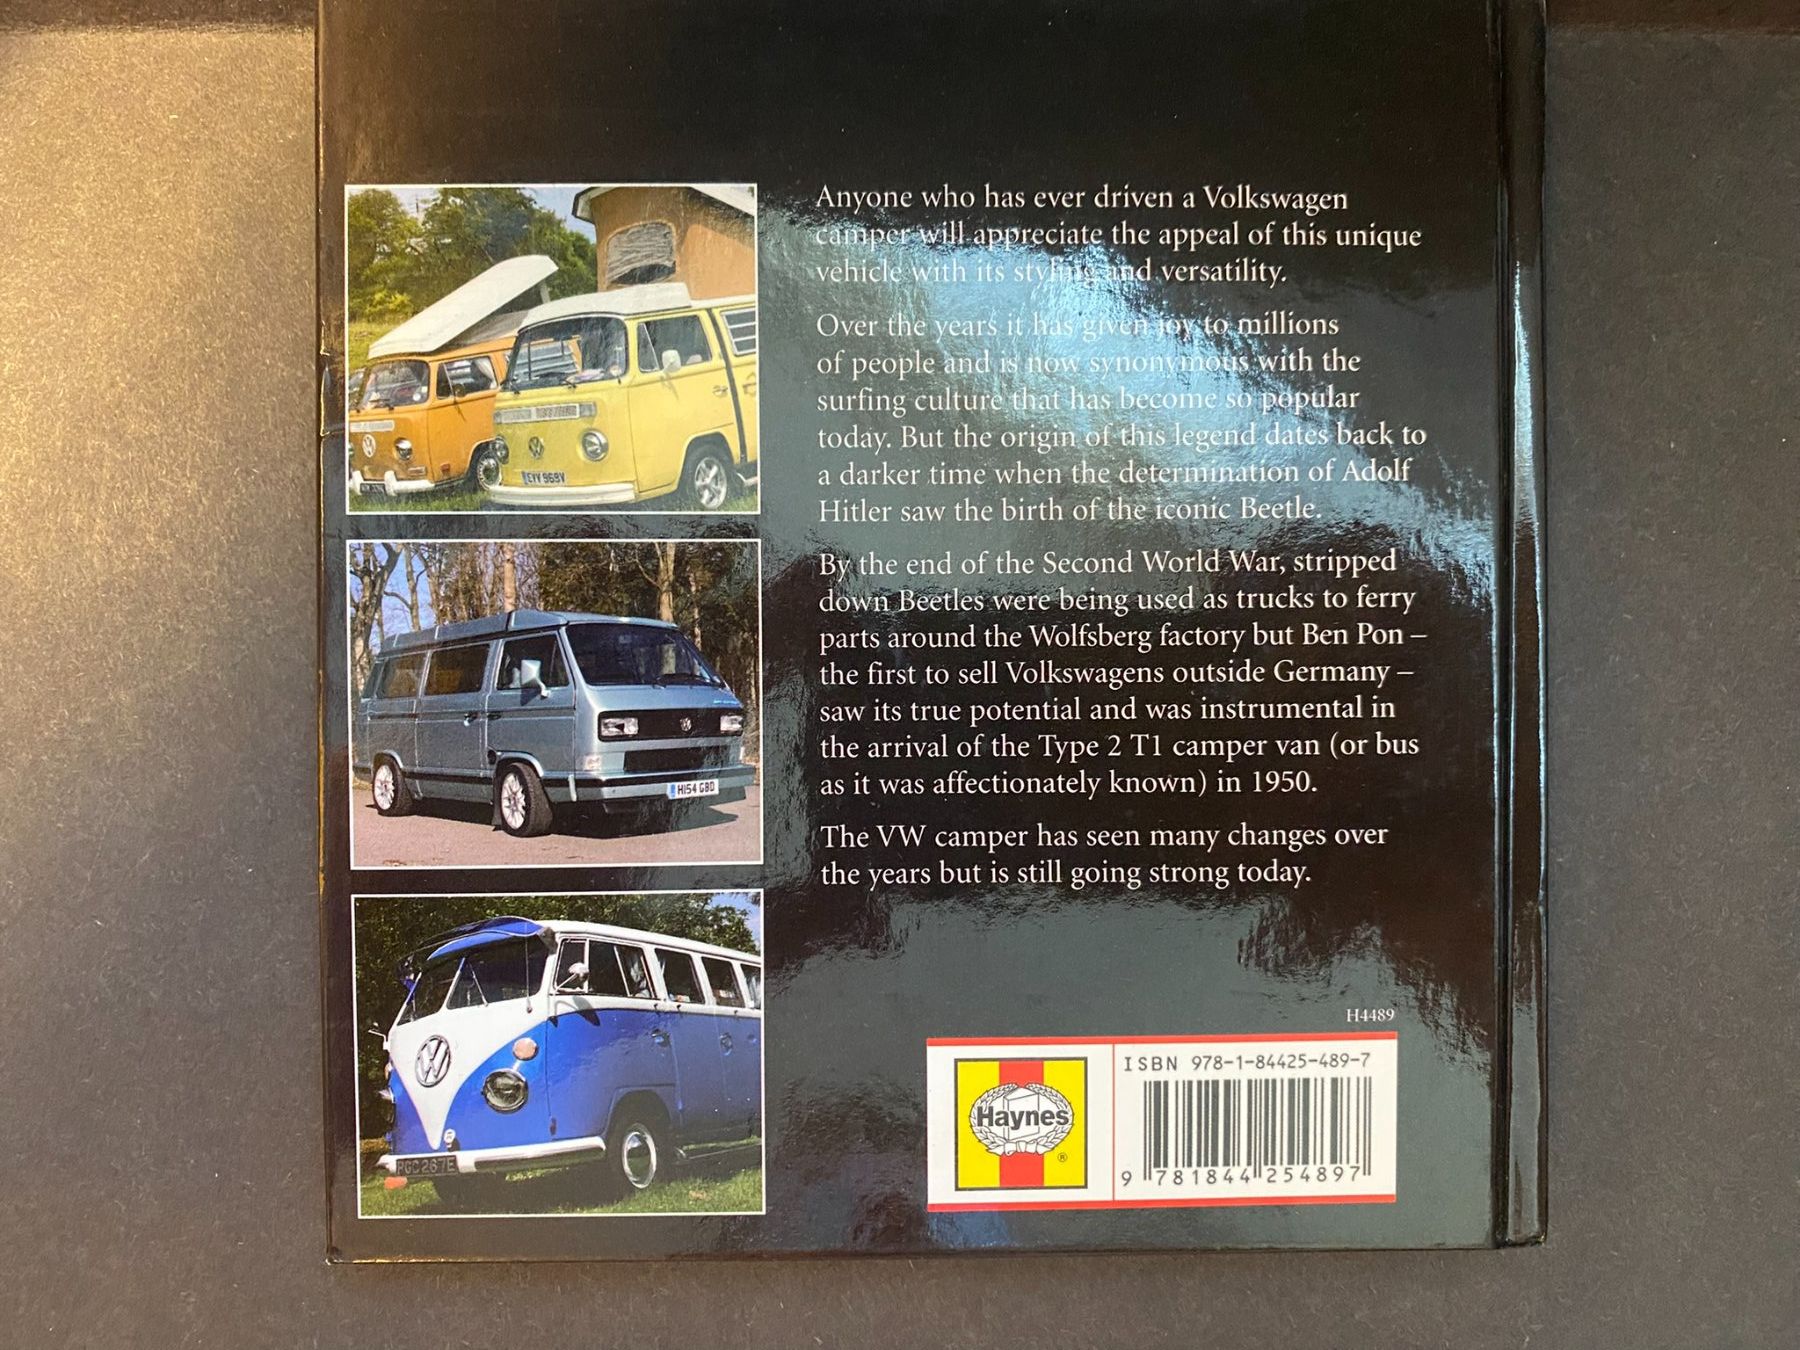 Anyone who has ever driven a Volkswagen
camper will appreciate the appeal of this unique
vehicle with its styling and versatility.
Over the years it has given joy to millions
of people and is now synonymous with the
surfing culture that has become so popular
today. But the origin of this legend dates back to
a darker time when the determination of Adolf
Hitler saw the birth of the iconic Beetle.
By the end of the Second World War, stripped
down Beetles were being used as trucks to ferry
parts around the Wolfsberg factory but Ben Pon –
the first to sell Volkswagens outside Germany –
saw its true potential and was instrumental in
the arrival of the Type 2 T1 camper van (or bus
as it was affectionately known) in 1950.
The VW camper has seen many changes over
the years but is still going strong today.
EVV 969V
H154 GBD
PGC 267E
H4489
ISBN 978-1-84425-489-7
Haynes
®
9 781844 254897